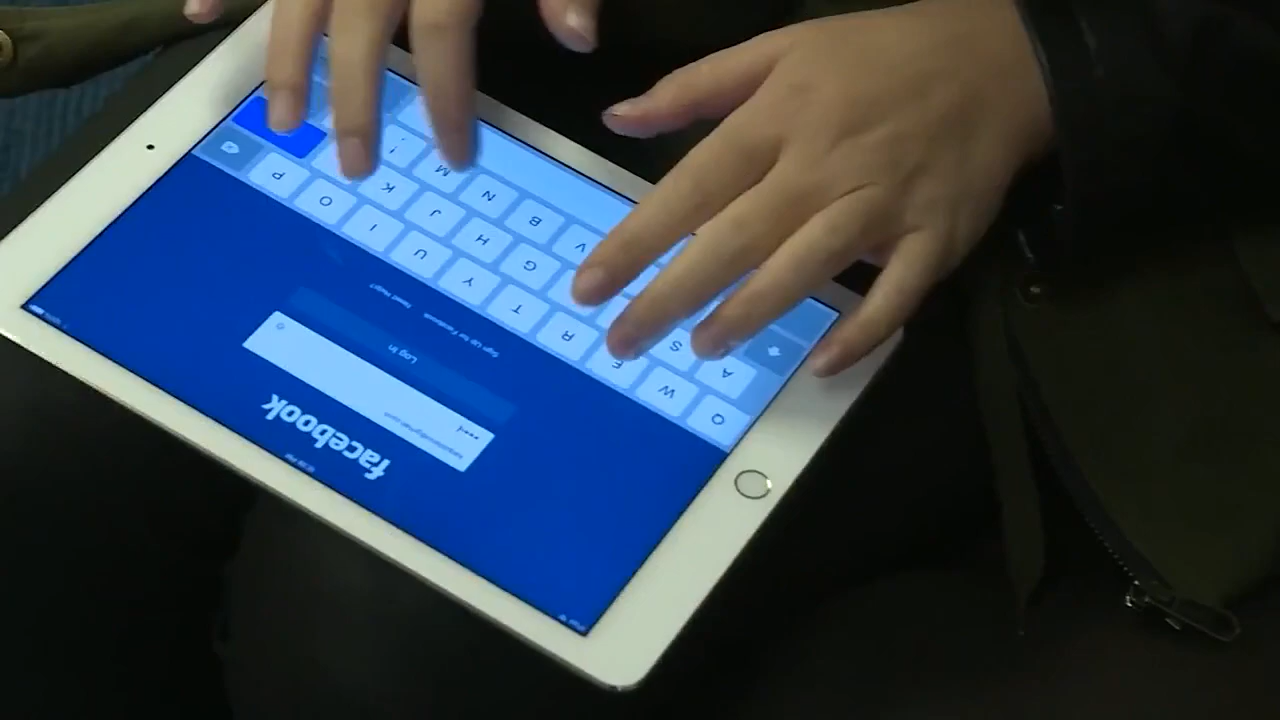 facebook
••••
Log In
Sign Up for Facebook Need Help?
Q W E R T Y U I O P
A S G H J K
V B N M !